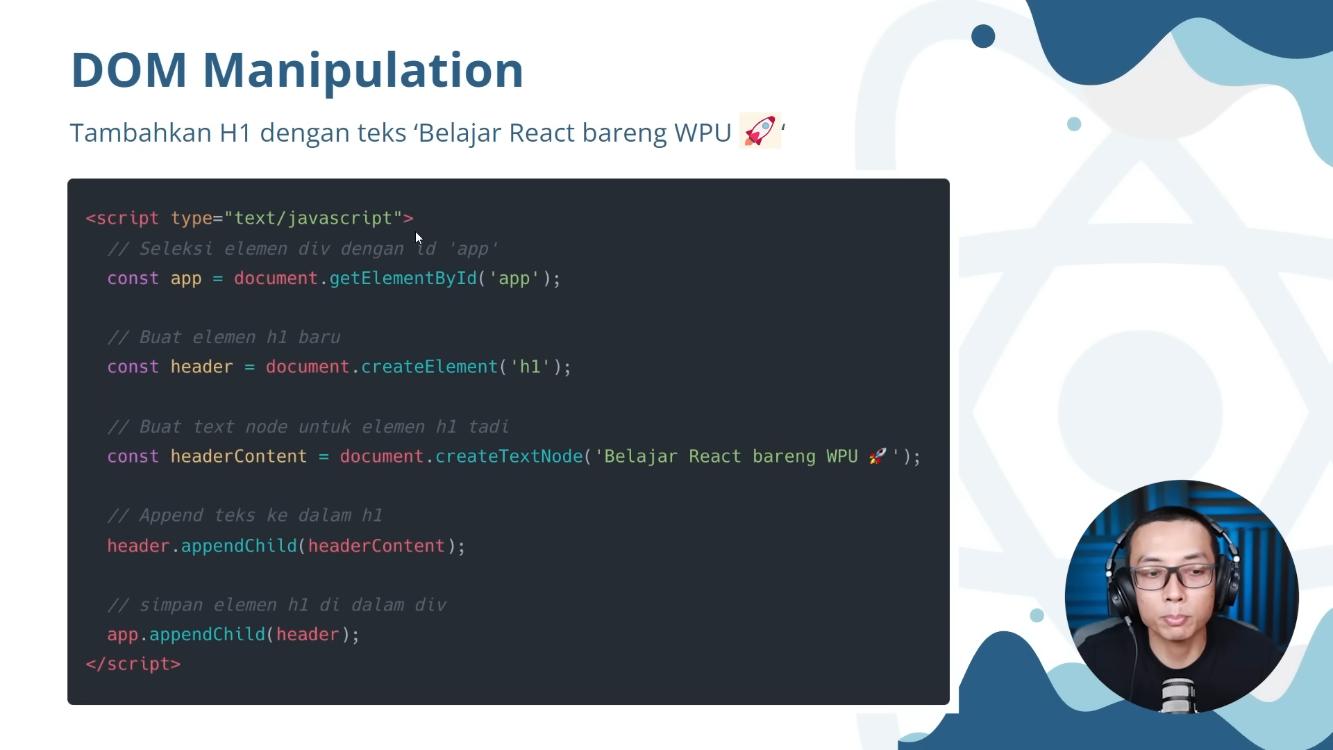 DOM Manipulation
Tambahkan H1 dengan teks ‘Belajar React bareng WPU 🚀‘
<script type="text/javascript">
// Seleksi elemen div dengan id 'app'
const app = document.getElementById('app');
// Buat elemen h1 baru
const header = document.createElement('h1');
// Buat text node untuk elemen h1 tadi
const headerContent = document.createTextNode('Belajar React bareng WPU 🚀');
// Append teks ke dalam h1
header.appendChild(headerContent);
// simpan elemen h1 di dalam div
app.appendChild(header);
</script>